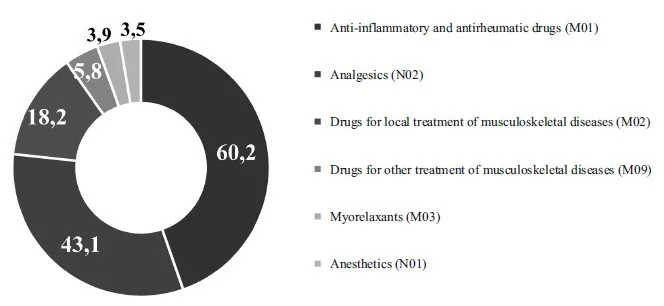 3,9 3,5
5,8
18,2
60,2
43,1
Anti-inflammatory and antirheumatic drugs (M01)
Analgesics (N02)
Drugs for local treatment of musculoskeletal diseases (M02)
Drugs for other treatment of musculoskeletal diseases (M09)
Myorelaxants (M03)
Anesthetics (N01)